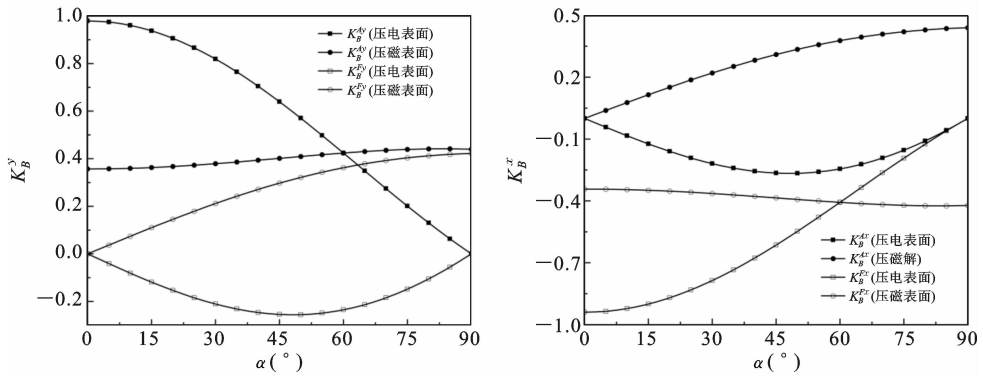 1.0
0.8
0.6
0.4
0.2
0.0
−0.2
K_B^y
0 15 30 45 60 75 90
α(°)
K_B^{Ay}(压电表面)
K_B^{Ay}(压磁表面)
K_B^{Fy}(压电表面)
K_B^{Fy}(压磁表面)
0.5
0.2
−0.1
−0.4
−0.7
−1.0
K_B^x
0 15 30 45 60 75 90
α(°)
K_B^{Ax}(压电表面)
K_B^{Ax}(压磁解)
K_B^{Fx}(压电表面)
K_B^{Fx}(压磁表面)